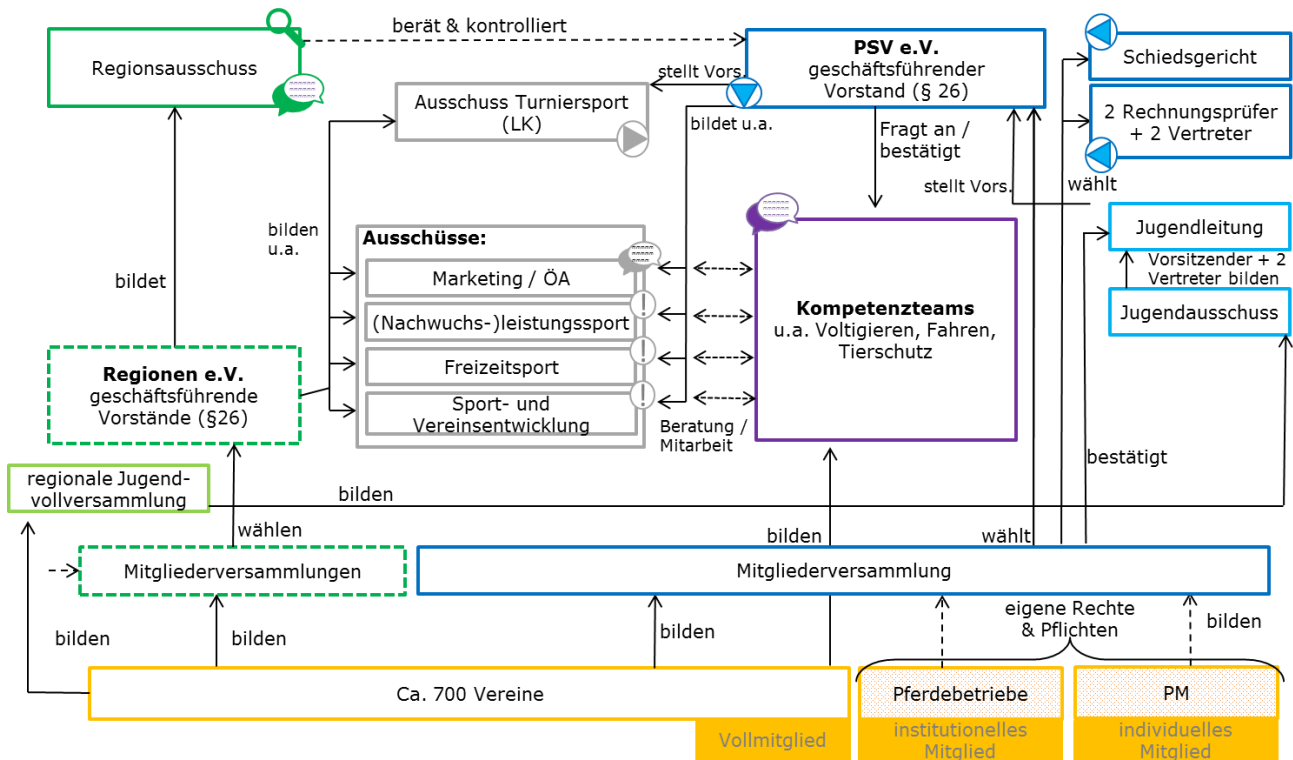 berät & kontrolliert
Regionsausschuss
PSV e.V.
geschäftsführender
Vorstand (§ 26)
Schiedsgericht
2 Rechnungsprüfer
+ 2 Vertreter
stellt Vors.
Ausschuss Turniersport
(LK)
bildet u.a.
Fragt an /
bestätigt
stellt Vors.
wählt
bilden
u.a.
Ausschüsse:
Marketing / ÖA
(Nachwuchs-)leistungssport
Freizeitsport
Sport- und
Vereinsentwicklung
!
!
!
Kompetenzteams
u.a. Voltigieren, Fahren,
Tierschutz
Jugendleitung
Vorsitzender + 2
Vertreter bilden
Jugendausschuss
bildet
Regionen e.V.
geschäftsführende
Vorstände (§26)
Beratung /
Mitarbeit
bestätigt
regionale Jugend-
vollversammlung
bilden
wählen
bilden
wählt
Mitgliederversammlungen
Mitgliederversammlung
eigene Rechte
& Pflichten
bilden
bilden
bilden
bilden
Ca. 700 Vereine
Pferdebetriebe
PM
Vollmitglied
institutionelles
Mitglied
individuelles
Mitglied